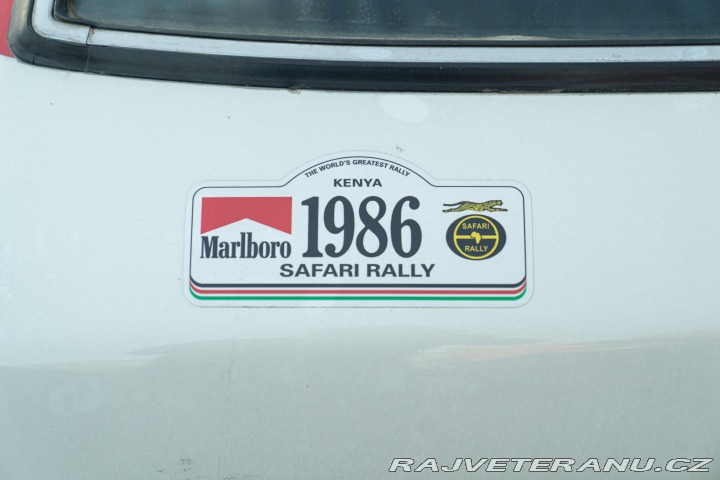 THE WORLD'S GREATEST RALLY
KENYA
Marlboro
1986
SAFARI RALLY
SAFARI
RALLY
RAJVETERANU.CZ